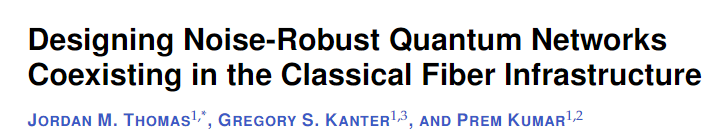 Designing Noise-Robust Quantum Networks
Coexisting in the Classical Fiber Infrastructure
JORDAN M. THOMAS1,*, GREGORY S. KANTER1,3, AND PREM KUMAR1,2